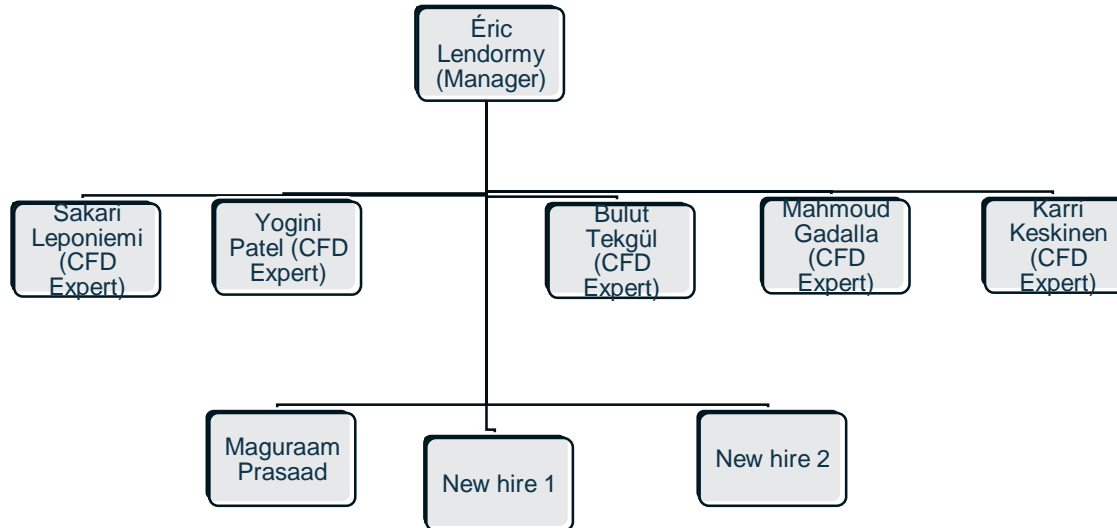 Éric
Lendormy
(Manager)
Sakari
Leponiemi
(CFD
Expert)
Yogini
Patel (CFD
Expert)
Bulut
Tekgül
(CFD
Expert)
Mahmoud
Gadalla
(CFD
Expert)
Karri
Keskinen
(CFD
Expert)
Maguraam
Prasaad
New hire 1
New hire 2